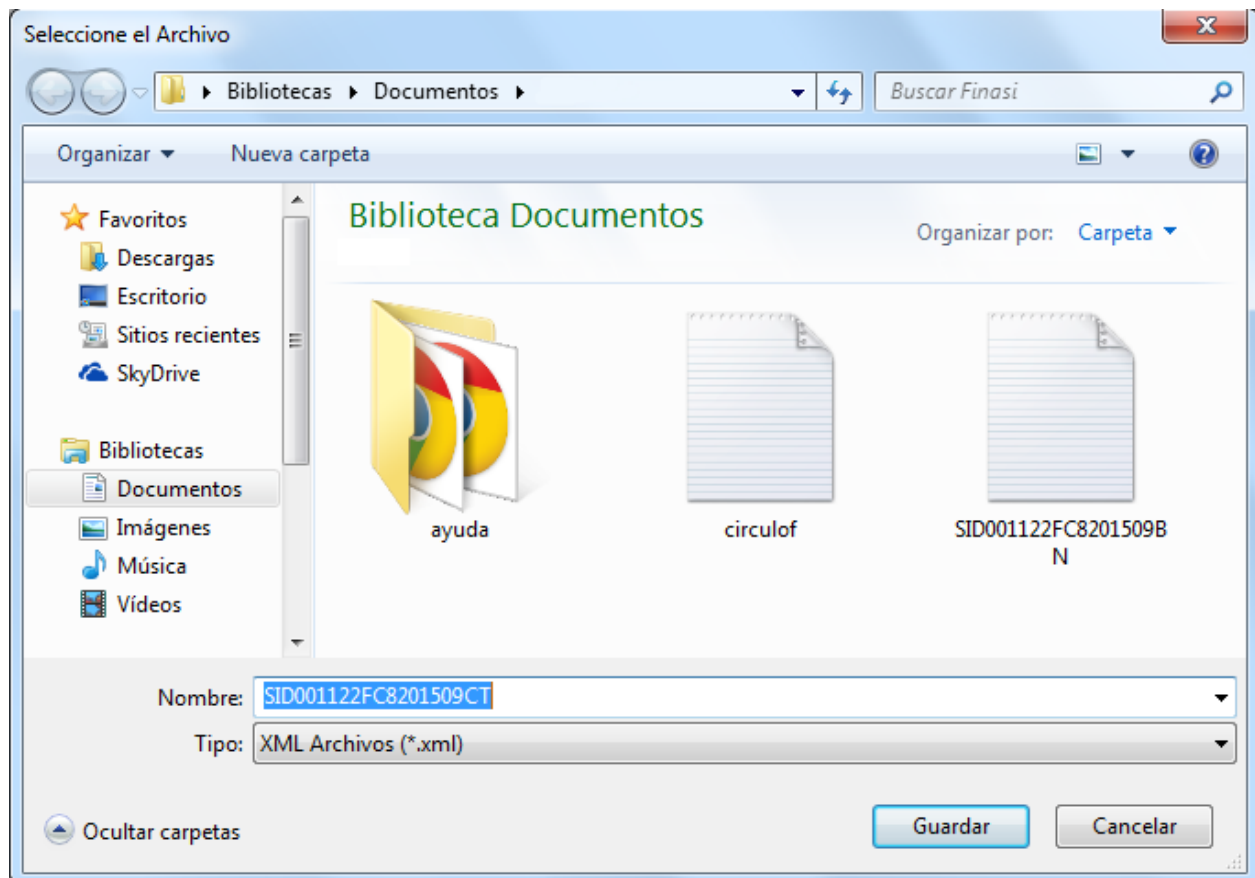 Seleccione el Archivo
Bibliotecas Documentos
Buscar Finasi
Organizar Nueva carpeta
Favoritos
Descargas
Escritorio
Sitios recientes
SkyDrive
Bibliotecas
Documentos
Imágenes
Música
Vídeos
Biblioteca Documentos
Organizar por: Carpeta
ayuda
circulof
SID001122FC8201509B
N
Nombre: SID001122FC8201509CT
Tipo: XML Archivos (*.xml)
Ocultar carpetas
Guardar
Cancelar